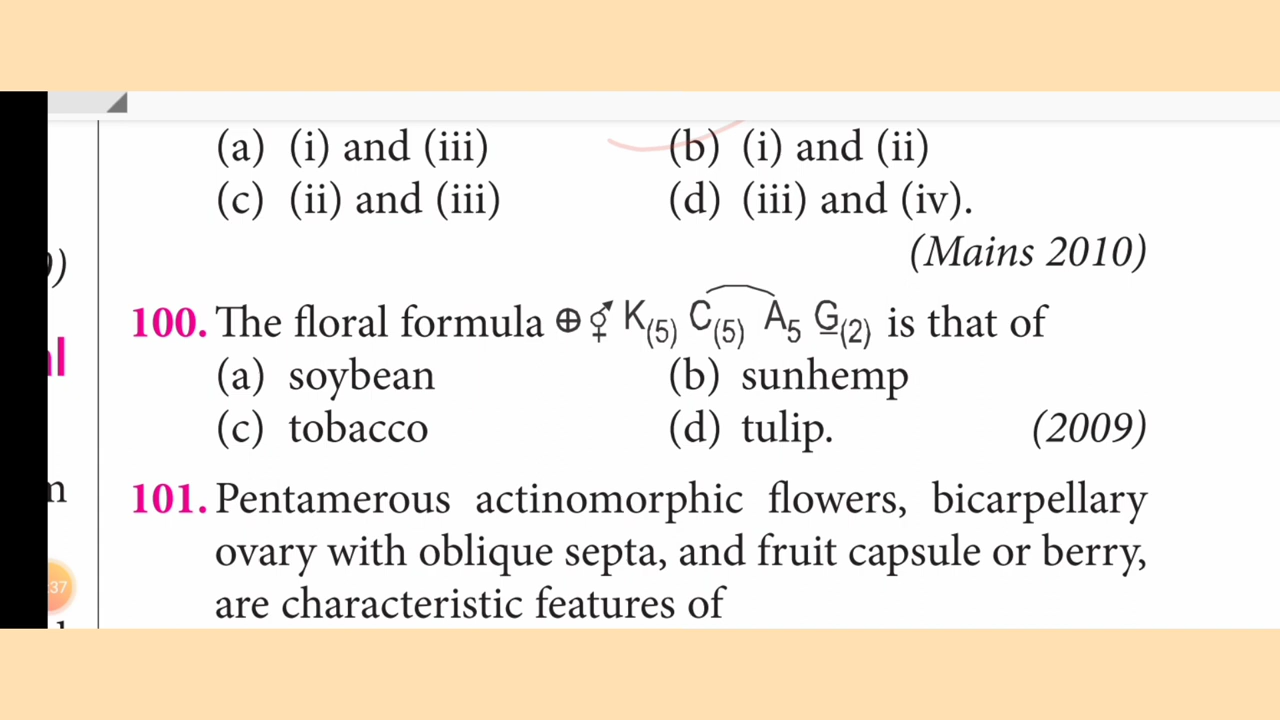 (a) (i) and (iii) (b) (i) and (ii)
(c) (ii) and (iii) (d) (iii) and (iv).
(Mains 2010)
100. The floral formula ⊕ ⚥ K(5) C(5) A5 G(2) is that of
(a) soybean (b) sunhemp
(c) tobacco (d) tulip. (2009)
101. Pentamerous actinomorphic flowers, bicarpellary
ovary with oblique septa, and fruit capsule or berry,
are characteristic features of
37